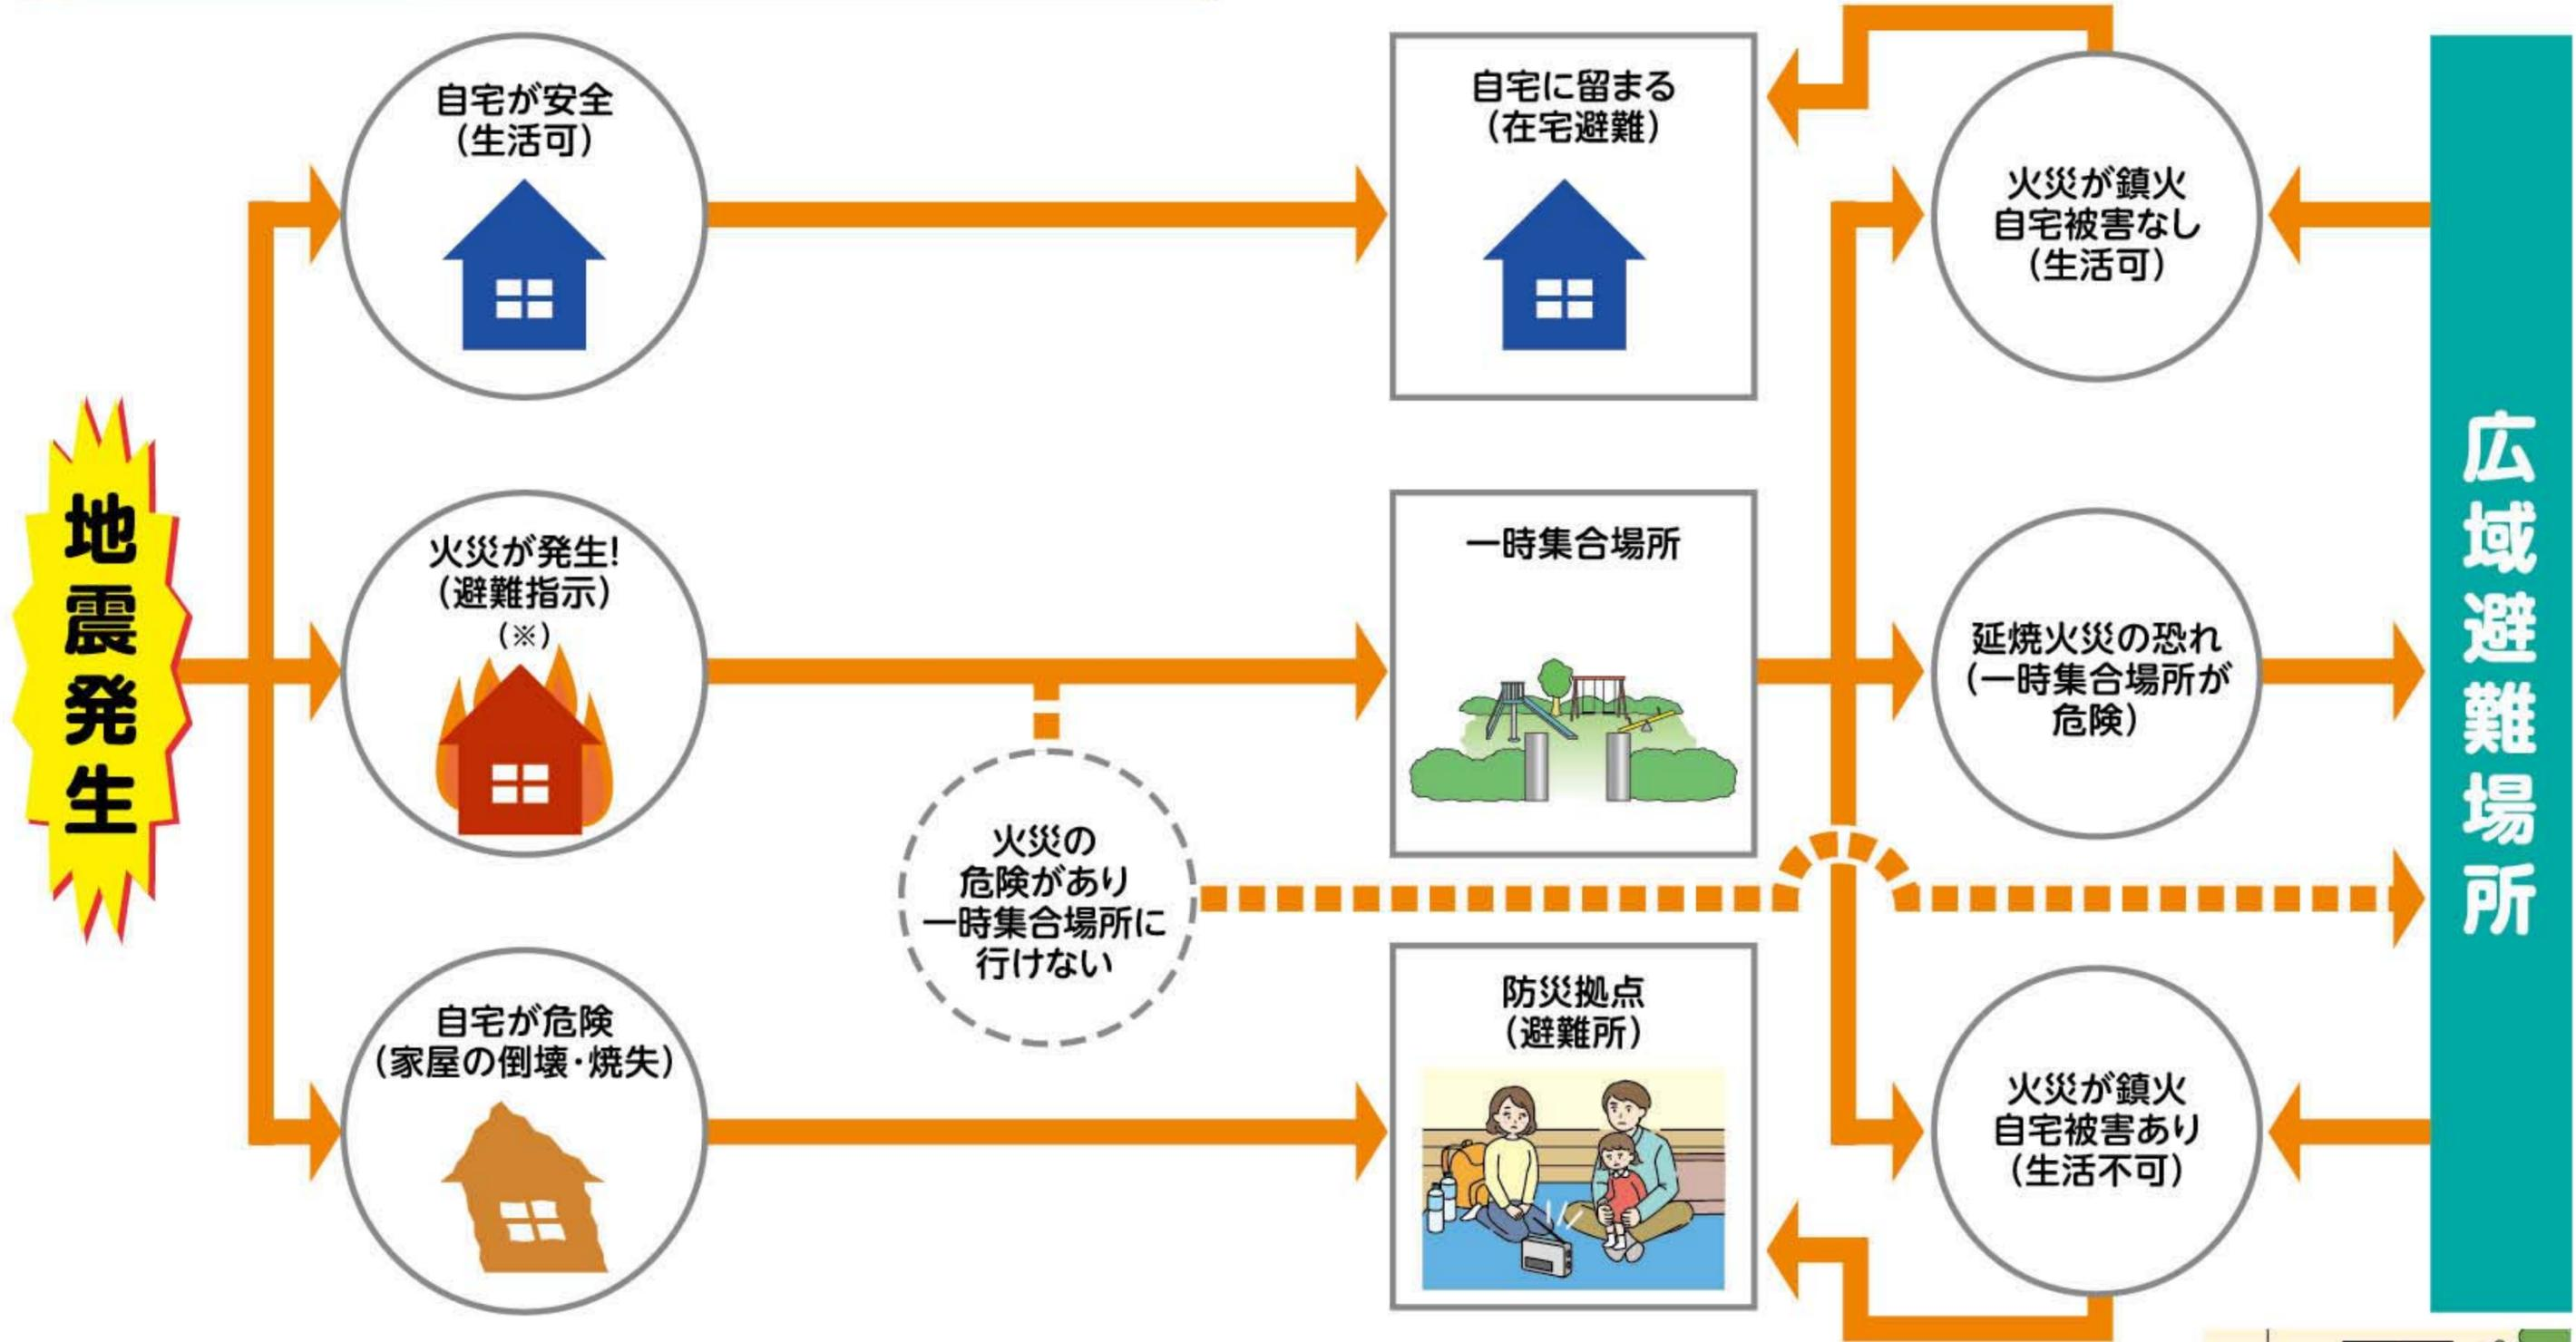 地震発生
自宅が安全
（生活可）
火災が発生！
（避難指示）
（※）
自宅が危険
（家屋の倒壊・焼失）
火災の
危険があり
一時集合場所に
行けない
自宅に留まる
（在宅避難）
一時集合場所
防災拠点
（避難所）
火災が鎮火
自宅被害なし
（生活可）
延焼火災の恐れ
（一時集合場所が
危険）
火災が鎮火
自宅被害あり
（生活不可）
広域避難場所